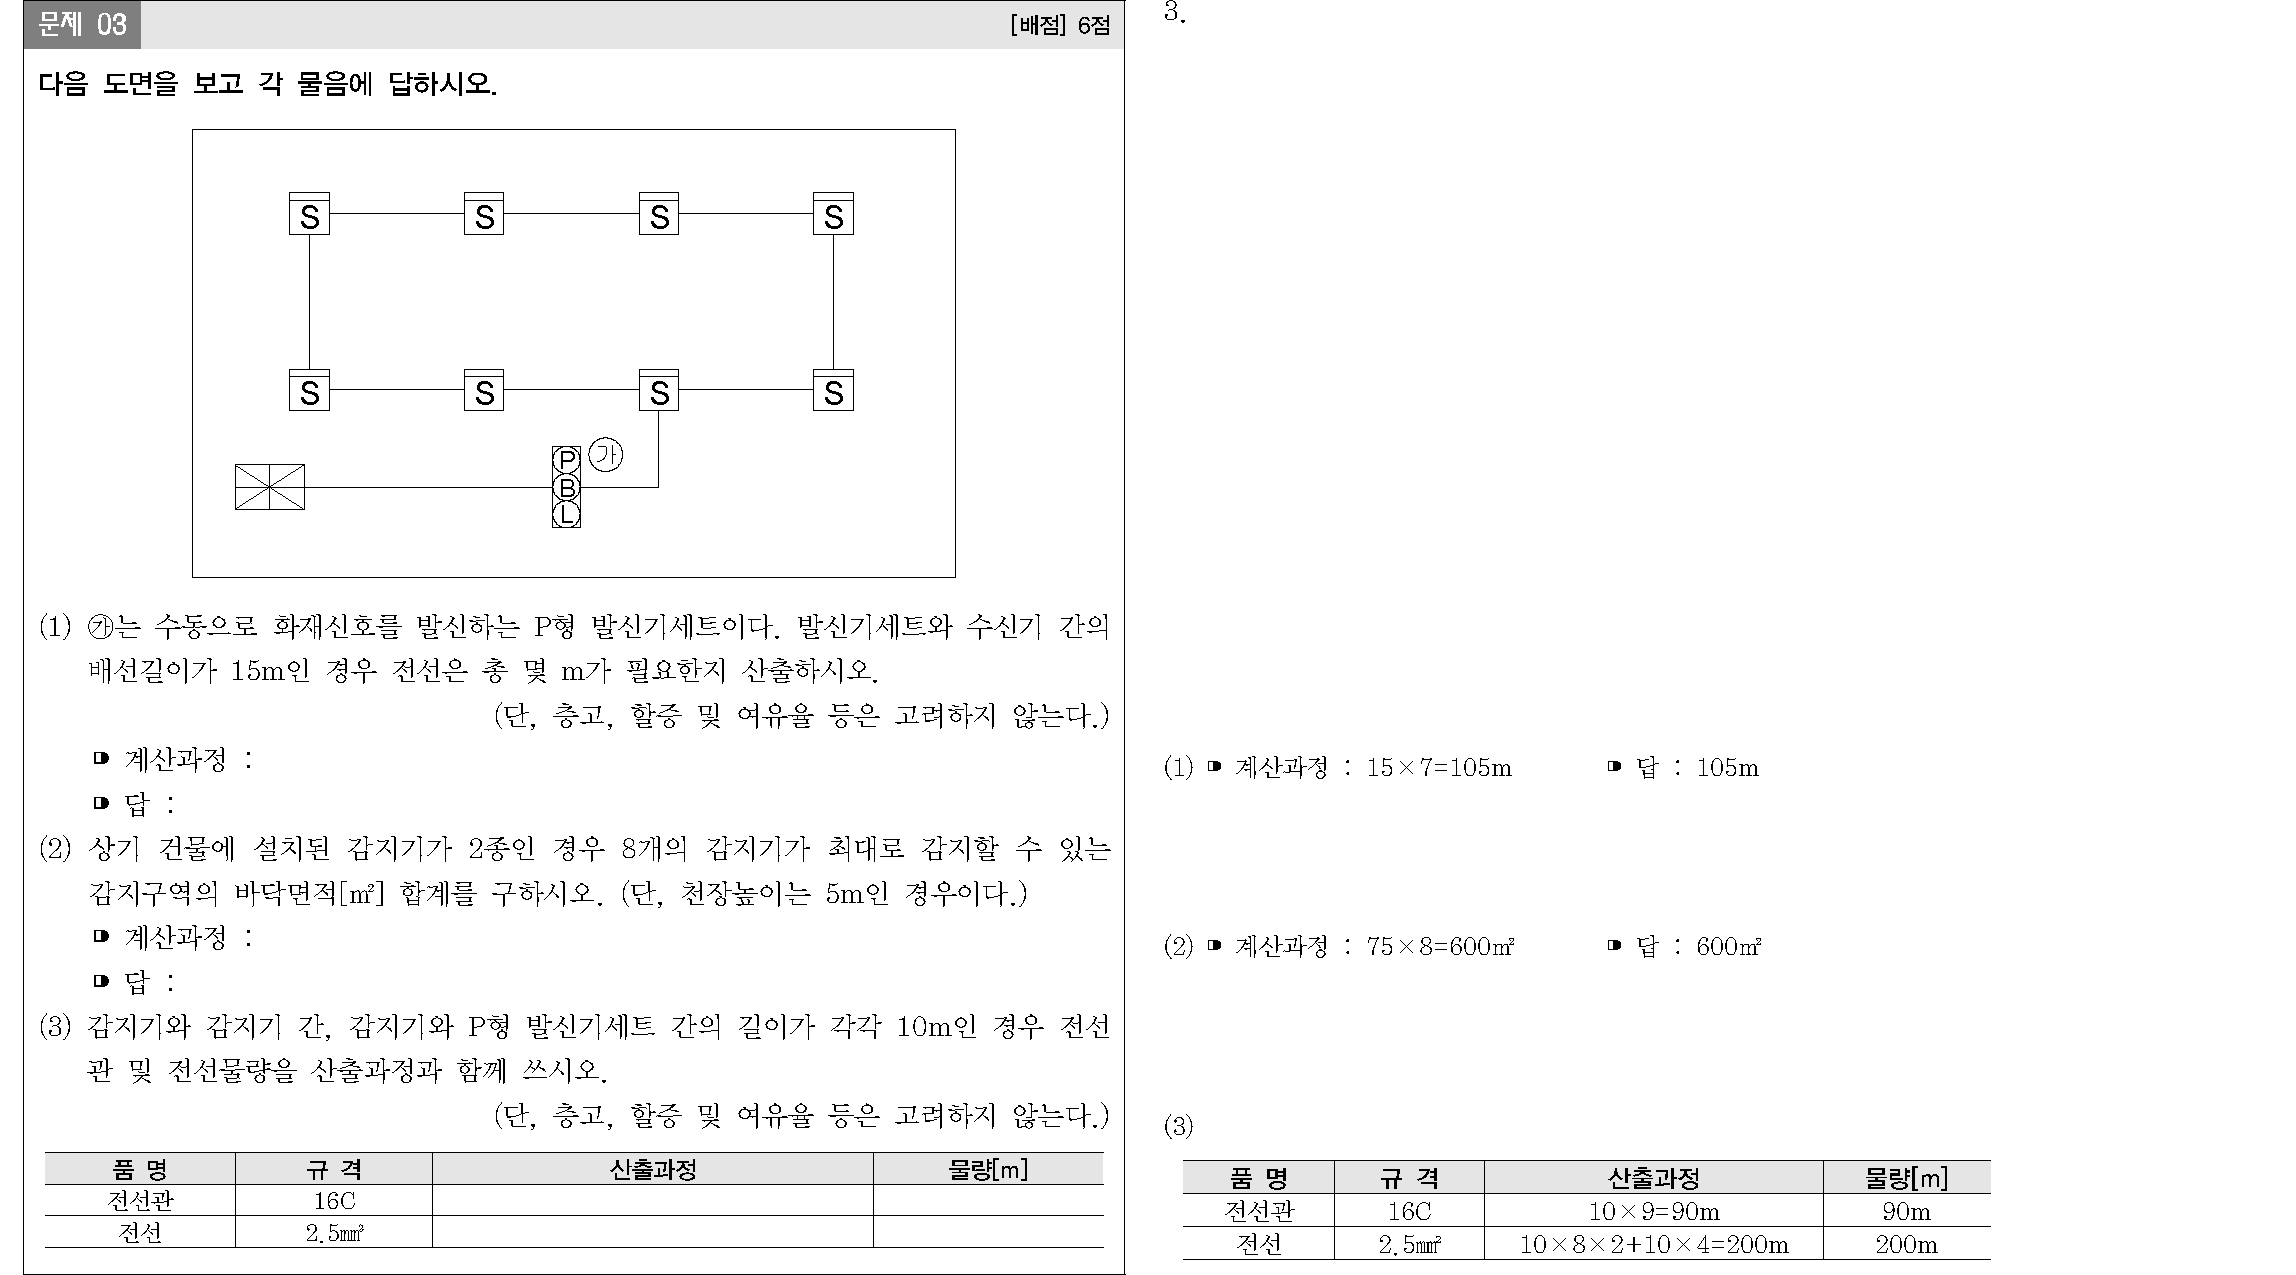 문제 03
[배점] 6점
다음 도면을 보고 각 물음에 답하시오.
S S S S
S S S S
P ㉮
B
L
(1) ㉮는 수동으로 화재신호를 발신하는 P형 발신기세트이다. 발신기세트와 수신기 간의
배선길이가 15m인 경우 전선은 총 몇 m가 필요한지 산출하시오.
(단, 층고, 할증 및 여유율 등은 고려하지 않는다.)
계산과정 :
답 :
(2) 상기 건물에 설치된 감지기가 2종인 경우 8개의 감지기가 최대로 감지할 수 있는
감지구역의 바닥면적[㎡] 합계를 구하시오. (단, 천장높이는 5m인 경우이다.)
계산과정 :
답 :
(3) 감지기와 감지기 간, 감지기와 P형 발신기세트 간의 길이가 각각 10m인 경우 전선
관 및 전선물량을 산출과정과 함께 쓰시오.
(단, 층고, 할증 및 여유율 등은 고려하지 않는다.)
품 명 규 격 산출과정 물량[m]
전선관 16C
전선 2.5㎟
3.
(1) 계산과정 : 15×7=105m 답 : 105m
(2) 계산과정 : 75×8=600㎡ 답 : 600㎡
(3)
품 명 규 격 산출과정 물량[m]
전선관 16C 10×9=90m 90m
전선 2.5㎟ 10×8×2+10×4=200m 200m